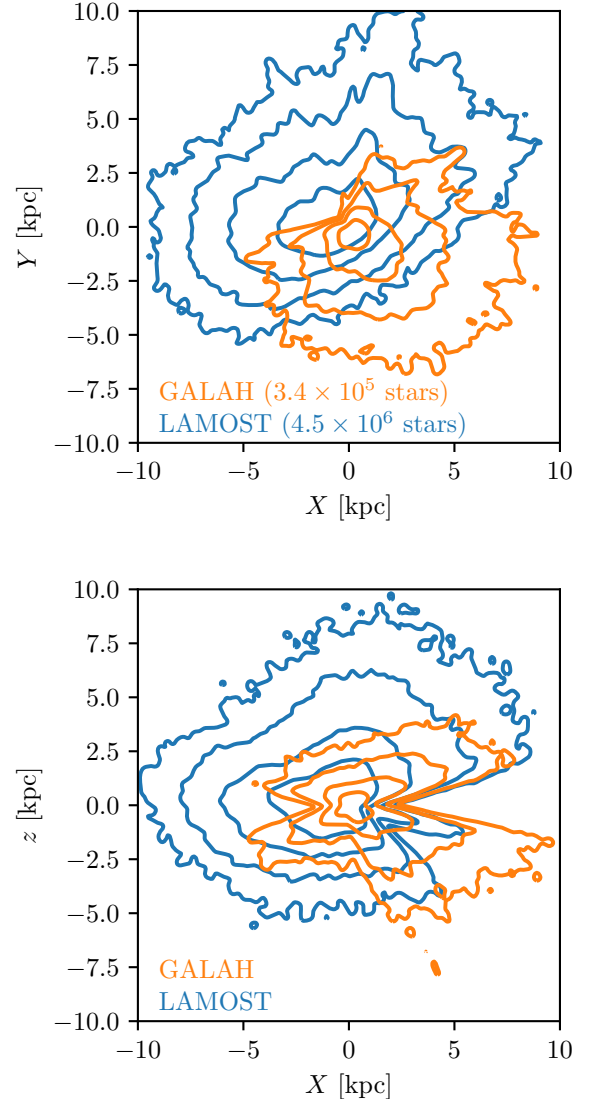 10.0
7.5
5.0
2.5
0.0
−2.5
−5.0
−7.5
−10.0
Y [kpc]
GALAH (3.4 × 10⁵ stars)
LAMOST (4.5 × 10⁶ stars)
−10 −5 0 5 10
X [kpc]
10.0
7.5
5.0
2.5
0.0
−2.5
−5.0
−7.5
−10.0
z [kpc]
GALAH
LAMOST
−10 −5 0 5 10
X [kpc]